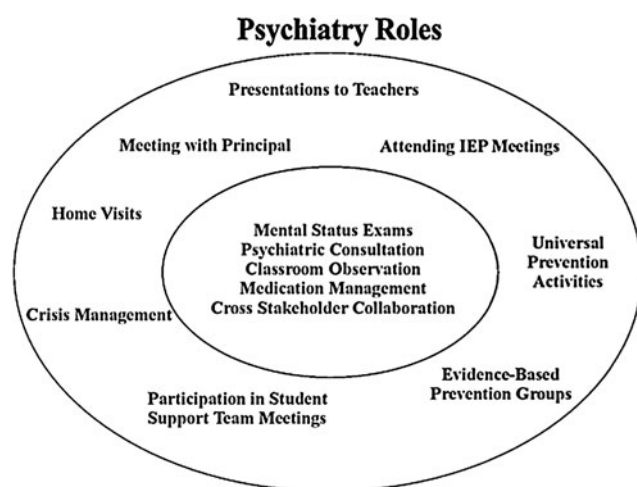 Psychiatry Roles
Presentations to Teachers
Meeting with Principal
Attending IEP Meetings
Home Visits
Mental Status Exams
Psychiatric Consultation
Classroom Observation
Medication Management
Cross Stakeholder Collaboration
Universal
Prevention
Activities
Crisis Management
Evidence-Based
Prevention Groups
Participation in Student
Support Team Meetings